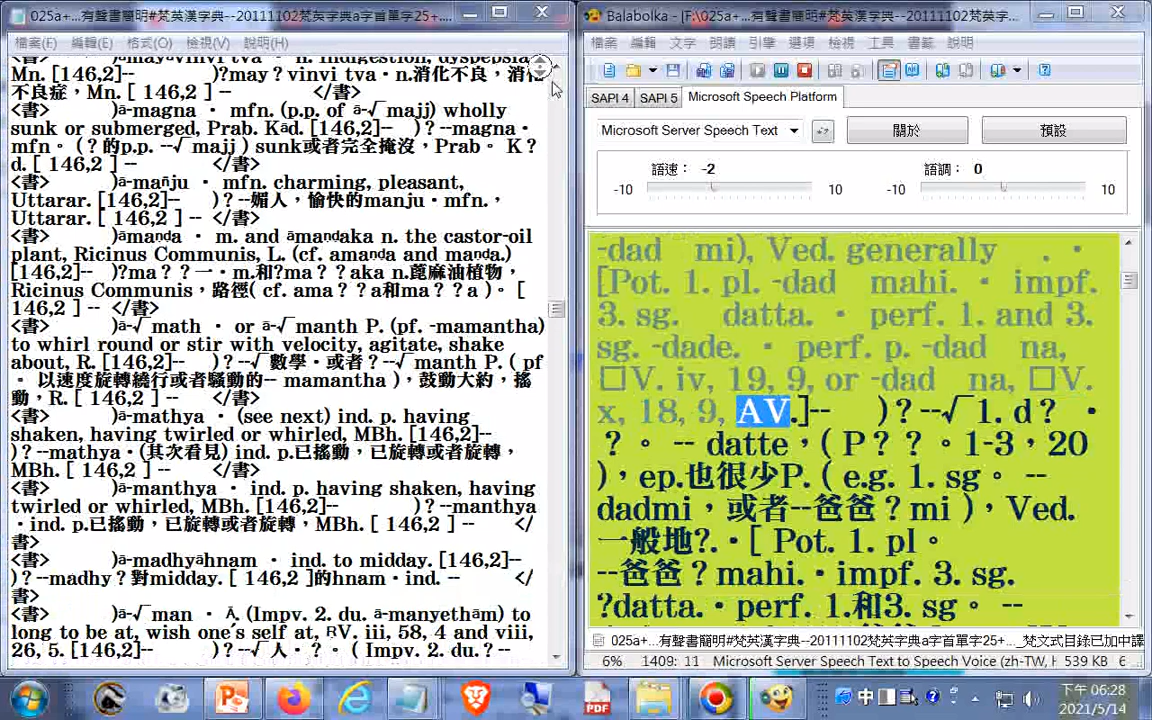 025a+...有聲書簡明#梵英漢字典--20111102梵英字典a字首單字25+...
檔案(F) 編輯(E) 格式(O) 檢視(V) 說明(H)
Mn. [146,2]-- )?may? vinvi tva・n.消化不良，消化
不良症，Mn. [ 146,2 ] -- </書>
<書> )ā-magna ・ mfn. (p.p. of ā-√majj) wholly
sunk or submerged, Prab. Kād. [146,2]-- )? --magna・
mfn。 (?的p.p. --√ majj ) sunk或者完全掩沒，Prab。 K ?
d. [ 146,2 ] -- </書>
<書> )ā-mañju ・ mfn. charming, pleasant,
Uttarar. [146,2]-- )? --媚人，愉快的manju・mfn.，
Uttarar. [ 146,2 ] -- </書>
<書> )āmaṇḍa ・ m. and āmaṇḍaka n. the castor-oil
plant, Ricinus Communis, L. (cf. amaṇḍa and maṇḍa.)
[146,2]-- )?ma? ?一・m.和?ma? ?aka n.蓖麻油植物，
Ricinus Communis，路徑( cf. ama? ?a和ma? ?a )。 [
146,2 ] -- </書>
<書> )ā-√math ・ or ā-√manth P. (pf. -mamantha)
to whirl round or stir with velocity, agitate, shake
about, R. [146,2]-- )? --√數學・或者? --√manth P. ( pf
。以速度旋轉繞行或者騷動的-- mamantha )，鼓動大約，搖
動，R. [ 146,2 ] -- </書>
<書> )ā-mathya ・ (see next) ind. p. having
shaken, having twirled or whirled, MBh. [146,2]--
)? --mathya・(其次看見) ind. p.已搖動，已旋轉或者旋轉，
MBh. [ 146,2 ] -- </書>
<書> )ā-manthya ・ ind. p. having shaken, having
twirled or whirled, MBh. [146,2]-- )? --manthya
・ind. p.已搖動，已旋轉或者旋轉，MBh. [ 146,2 ] -- </
書>
<書> )ā-madhyāhnam ・ ind. to midday. [146,2]--
)? --madhy?對midday. [ 146,2 ]的hnam・ind. -- </
書>
<書> )ā-√man ・ Ā. (Impv. 2. du. ā-manyethām) to
long to be at, wish one's self at, RV. iii, 58, 4 and viii,
26, 5. [146,2]-- )? --√人・?。 ( Impv. 2. du.? --
Balabolka - [F:\025a+...有聲書簡明#梵英漢字典--20111102梵英字...
檔案 編輯 文字 朗讀 引擎 選項 檢視 工具 書籤 說明
SAPI 4 SAPI 5 Microsoft Speech Platform
Microsoft Server Speech Text 關於 預設
語速： -2 語調： 0
-10 10 -10 10
-dad mi), Ved. generally . ・
[Pot. 1. pl. -dad mahi. ・ impf.
3. sg. datta. ・ perf. 1. and 3.
sg. -dade. ・ perf. p. -dad na,
□V. iv, 19, 9, or -dad na, □V.
x, 18, 9, AV.]-- )? --√1. d? ・
?。 -- datte，( P? ?。1-3，20
)，ep.也很少P. ( e.g. 1. sg。 --
dadmi，或者--爸爸?mi )，Ved.
一般地?.・[ Pot. 1. pl。
--爸爸?mahi.・impf. 3. sg.
?datta.・perf. 1.和3. sg。 --
025a+...有聲書簡明#梵英漢字典--20111102梵英字典a字首單字25+..._梵文式目錄已加中譯
6% 1409: 11 Microsoft Server Speech Text to Speech Voice (zh-TW, H 539 KB 6
中
下午 06:28
2021/5/14